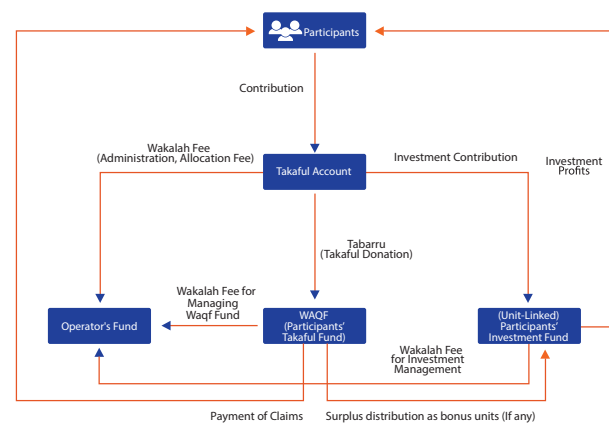 Participants
Contribution
Wakalah Fee
(Administration, Allocation Fee)
Investment Contribution
Investment
Profits
Takaful Account
Tabarru
(Takaful Donation)
Wakalah Fee for
Managing
Waqf Fund
Operator's Fund
WAQF
(Participants'
Takaful Fund)
(Unit-Linked)
Participants'
Investment Fund
Wakalah Fee
for Investment
Management
Payment of Claims
Surplus distribution as bonus units (If any)